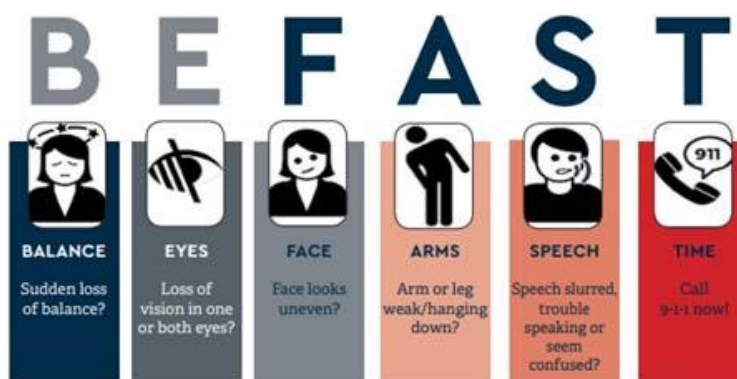 BE FAST
911
BALANCE
Sudden loss
of balance?
EYES
Loss of
vision in one
or both eyes?
FACE
Face looks
uneven?
ARMS
Arm or leg
weak/hanging
down?
SPEECH
Speech slurred,
trouble
speaking or
seem
confused?
TIME
Call
9-1-1 now!